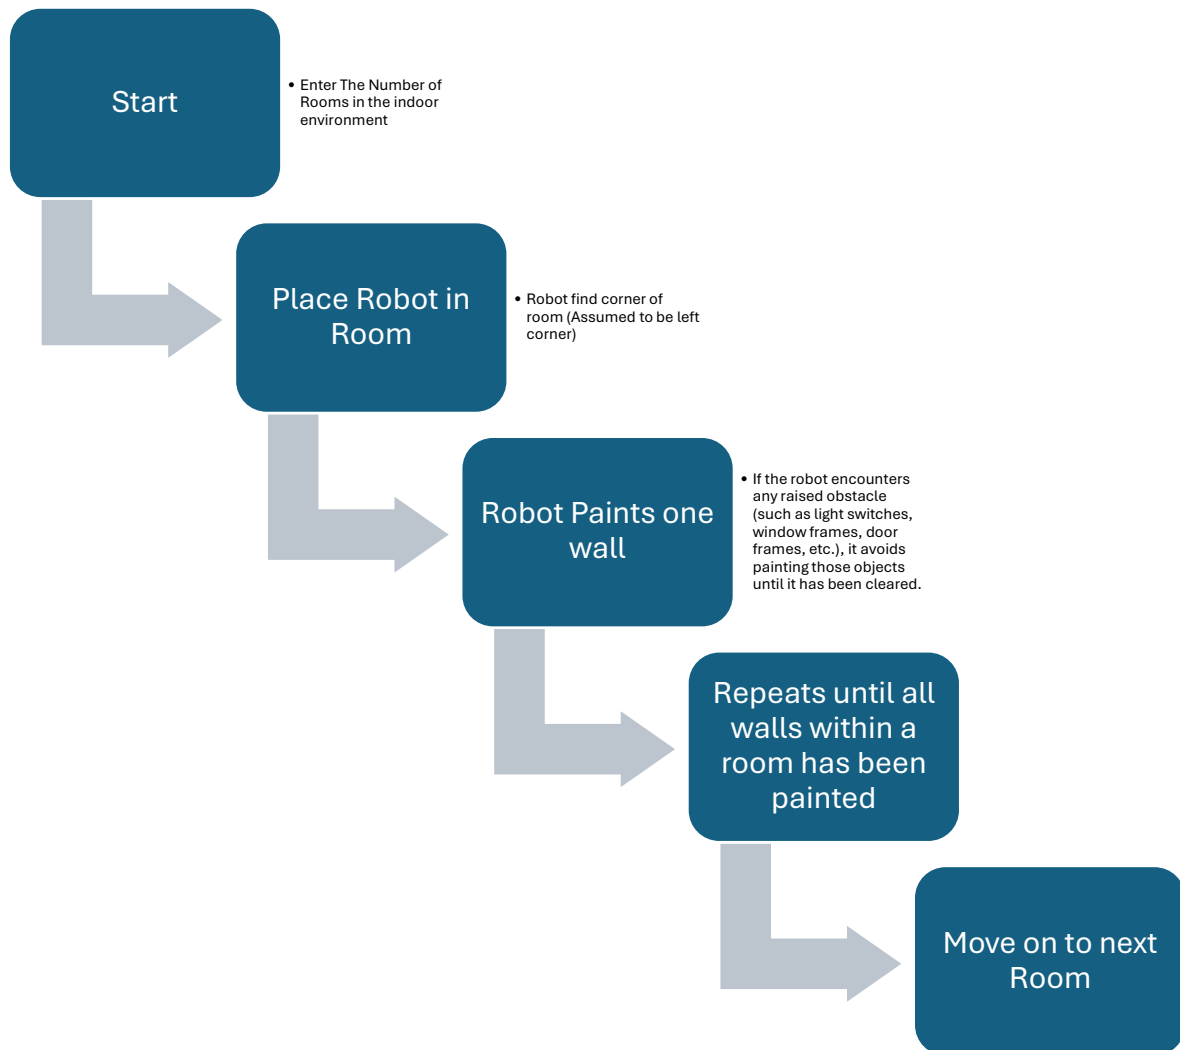 Start
• Enter The Number of
Rooms in the indoor
environment
Place Robot in
Room
• Robot find corner of
room (Assumed to be left
corner)
Robot Paints one
wall
• If the robot encounters
any raised obstacle
(such as light switches,
window frames, door
frames, etc.), it avoids
painting those objects
until it has been cleared.
Repeats until all
walls within a
room has been
painted
Move on to next
Room